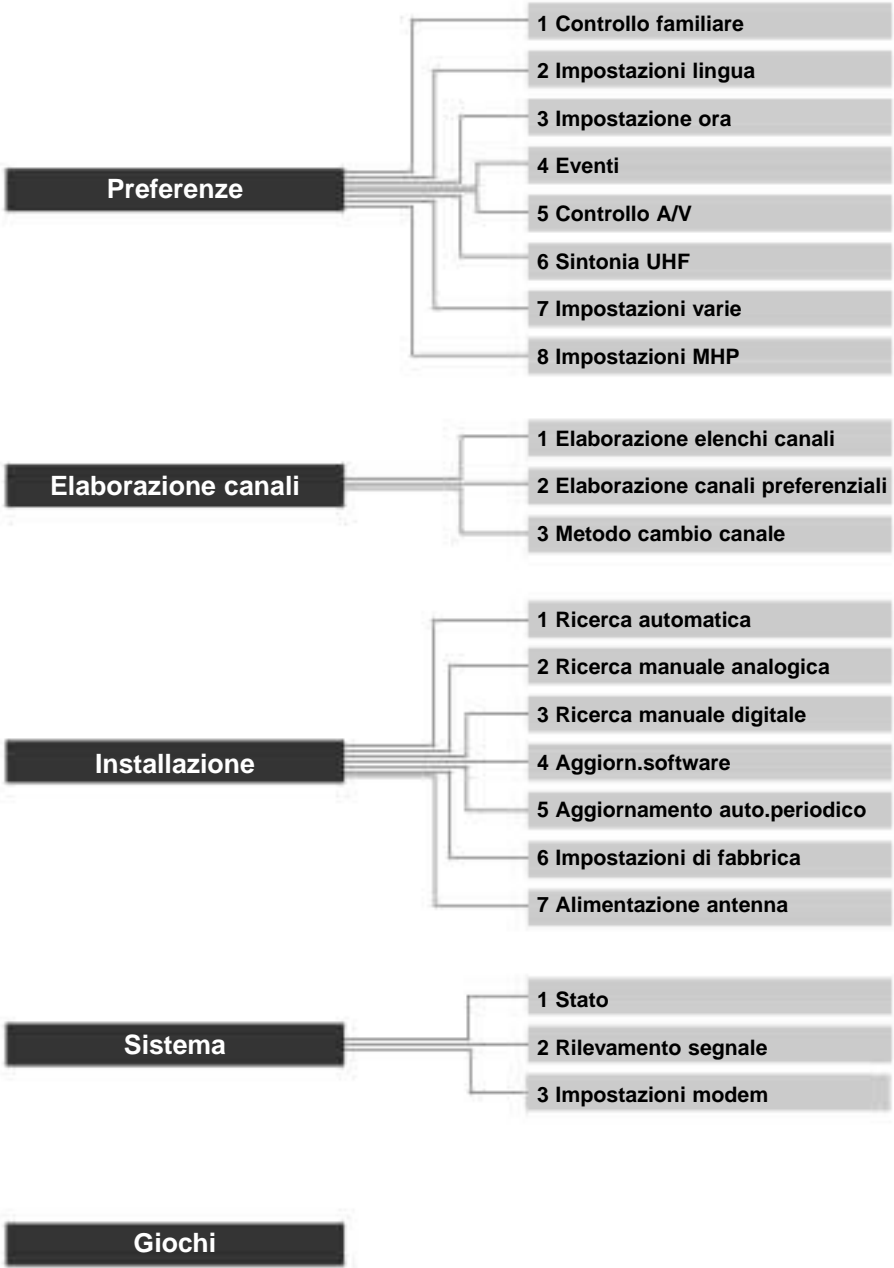 Preferenze
1 Controllo familiare
2 Impostazioni lingua
3 Impostazione ora
4 Eventi
5 Controllo A/V
6 Sintonia UHF
7 Impostazioni varie
8 Impostazioni MHP
Elaborazione canali
1 Elaborazione elenchi canali
2 Elaborazione canali preferenziali
3 Metodo cambio canale
Installazione
1 Ricerca automatica
2 Ricerca manuale analogica
3 Ricerca manuale digitale
4 Aggiorn.software
5 Aggiornamento auto.periodico
6 Impostazioni di fabbrica
7 Alimentazione antenna
Sistema
1 Stato
2 Rilevamento segnale
3 Impostazioni modem
Giochi